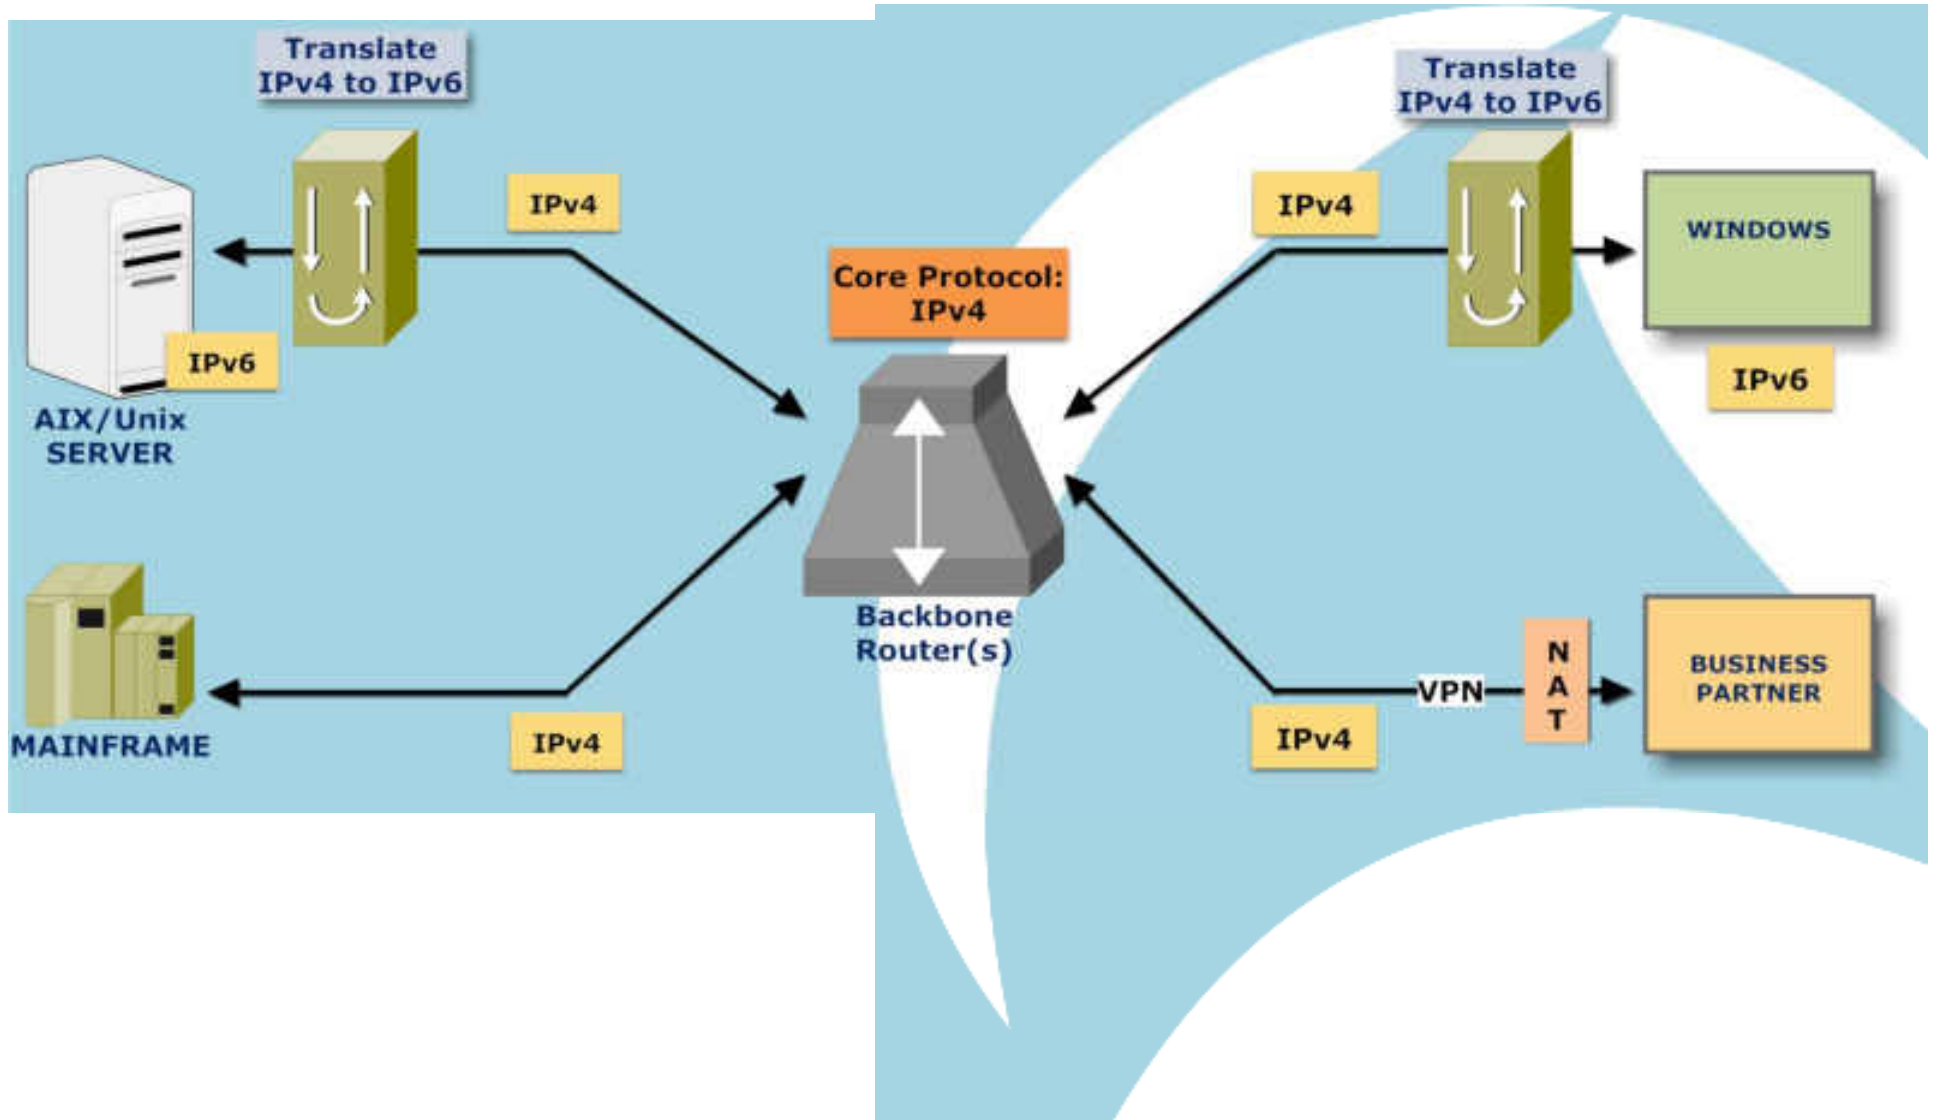 Translate
IPv4 to IPv6
Translate
IPv4 to IPv6
IPv4
IPv4
WINDOWS
Core Protocol:
IPv4
IPv6
IPv6
AIX/Unix
SERVER
Backbone
Router(s)
MAINFRAME
IPv4
IPv4
VPN
N
A
T
BUSINESS
PARTNER